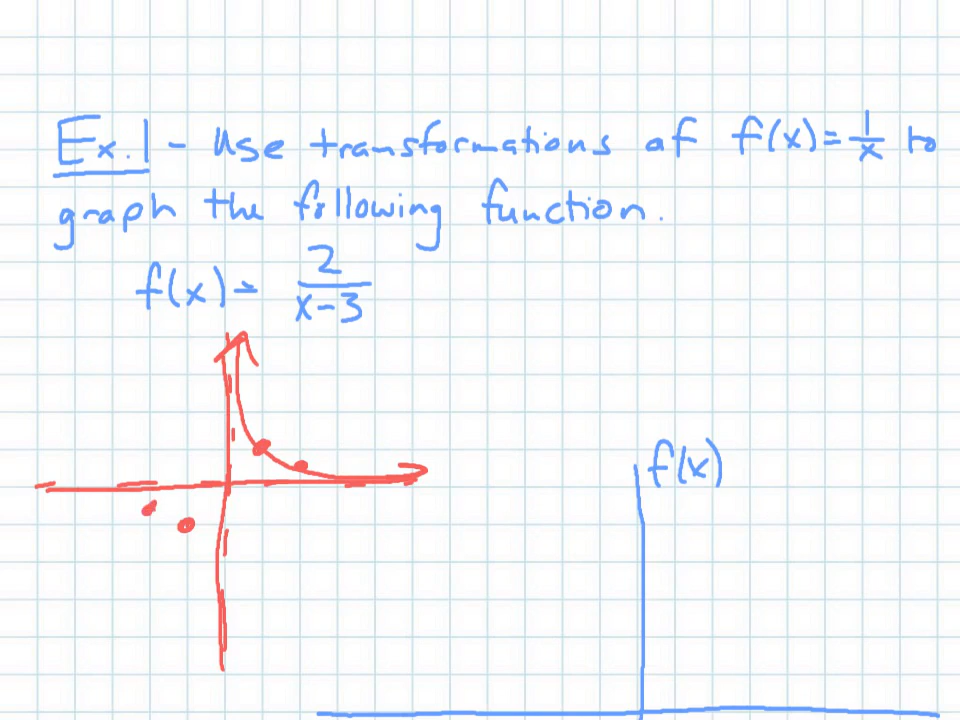 Ex.1 - Use transformations of f(x)=1/x to
graph the following function.
f(x) = 2/(x-3)
f(x)